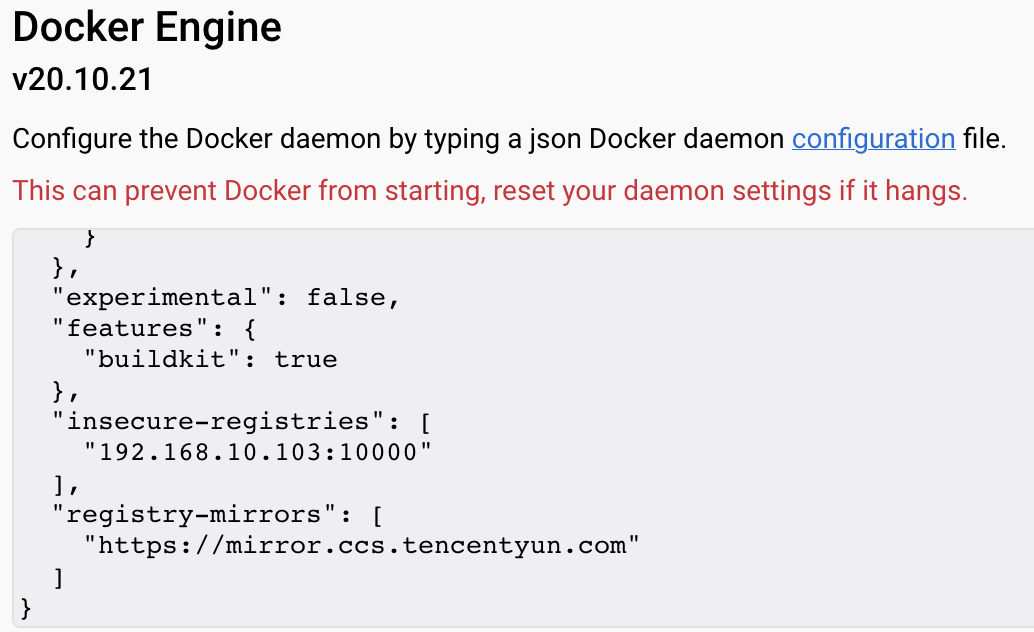 Docker Engine
v20.10.21
Configure the Docker daemon by typing a json Docker daemon configuration file.
This can prevent Docker from starting, reset your daemon settings if it hangs.
    }
  },
  "experimental": false,
  "features": {
    "buildkit": true
  },
  "insecure-registries": [
    "192.168.10.103:10000"
  ],
  "registry-mirrors": [
    "https://mirror.ccs.tencentyun.com"
  ]
}